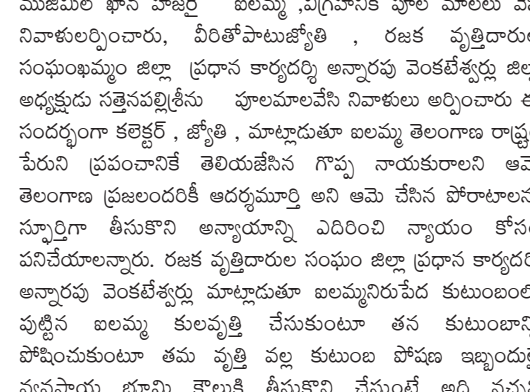 ముజమిల్ ఖాన్ హాజరై ఐలమ్మ ,విగ్రహానికి పూల మాలలు
నివాళులర్పించారు, వీరితోపాటుజ్యోతి , రజక వృత్తిదారుల
సంఘంఖమ్మం జిల్లా ప్రధాన కార్యదర్శి అన్నారపు వెంకటేశ్వర్లు
అధ్యక్షుడు సత్తెనపల్లిశ్రీను పూలమాలవేసి నివాళులు అర్పించారు ఈ
సందర్భంగా కలెక్టర్ , జ్యోతి , మాట్లాడుతూ ఐలమ్మ తెలంగాణ రాష్ట్ర
పేరుని ప్రపంచానికే తెలియజేసిన గొప్ప నాయకురాలని ఆమె
తెలంగాణ ప్రజలందరికీ ఆదర్శమూర్తి అని ఆమె చేసిన పోరాటాలను
స్ఫూర్తిగా తీసుకొని అన్యాయాన్ని ఎదిరించి న్యాయం కోసం
పనిచేయాలన్నారు. రజక వృత్తిదారుల సంఘం జిల్లా ప్రధాన కార్యదర్శి
అన్నారపు వెంకటేశ్వర్లు మాట్లాడుతూ ఐలమ్మనిరుపేద కుటుంబంలో
పుట్టిన ఐలమ్మ కులవృత్తి చేసుకుంటూ తన కుటుంబాన్ని
పోషించుకుంటూ తమ వృత్తి వల్ల కుటుంబ పోషణ ఇబ్బందులు
వ్యవసాయ భూమి కౌలుకి తీసుకొని చేస్తుంటే అది